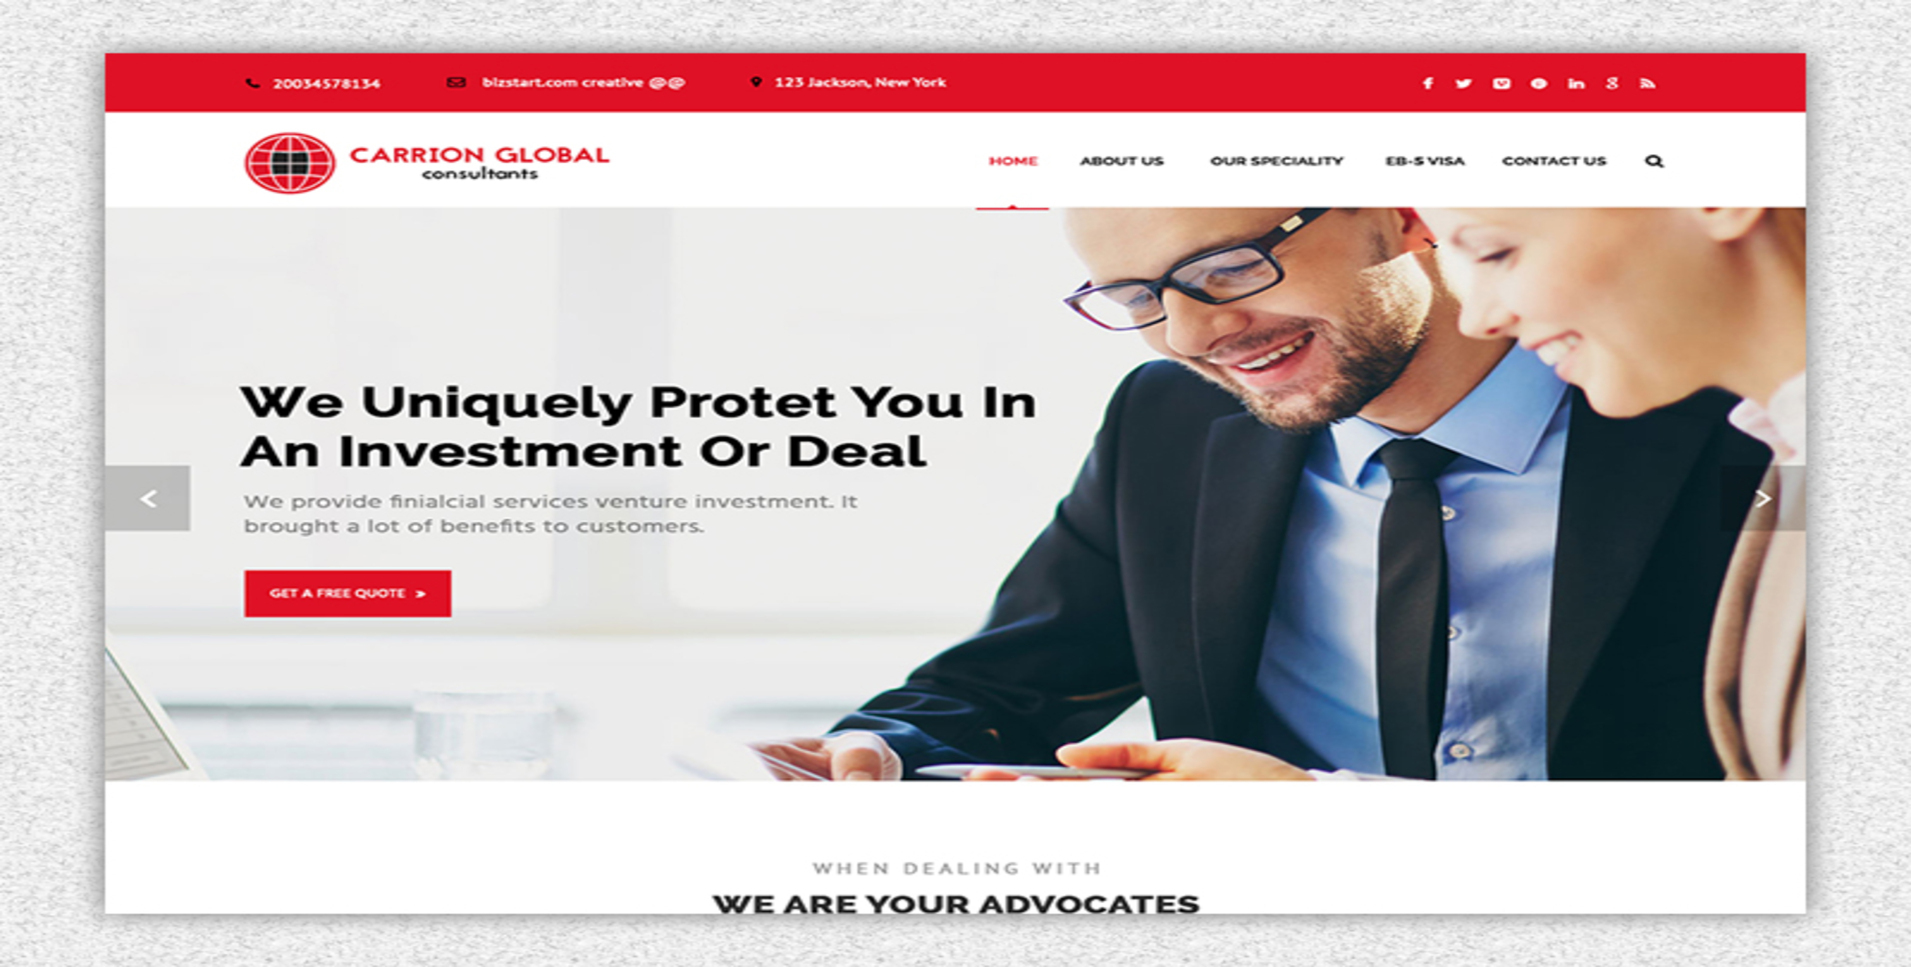 20034578134
bizstart.com creative @@
123 Jackson, New York
CARRION GLOBAL
consultants
HOME
ABOUT US
OUR SPECIALITY
EB-5 VISA
CONTACT US
We Uniquely Protet You In
An Investment Or Deal
We provide finialcial services venture investment. It
brought a lot of benefits to customers.
GET A FREE QUOTE »
WHEN DEALING WITH
WE ARE YOUR ADVOCATES